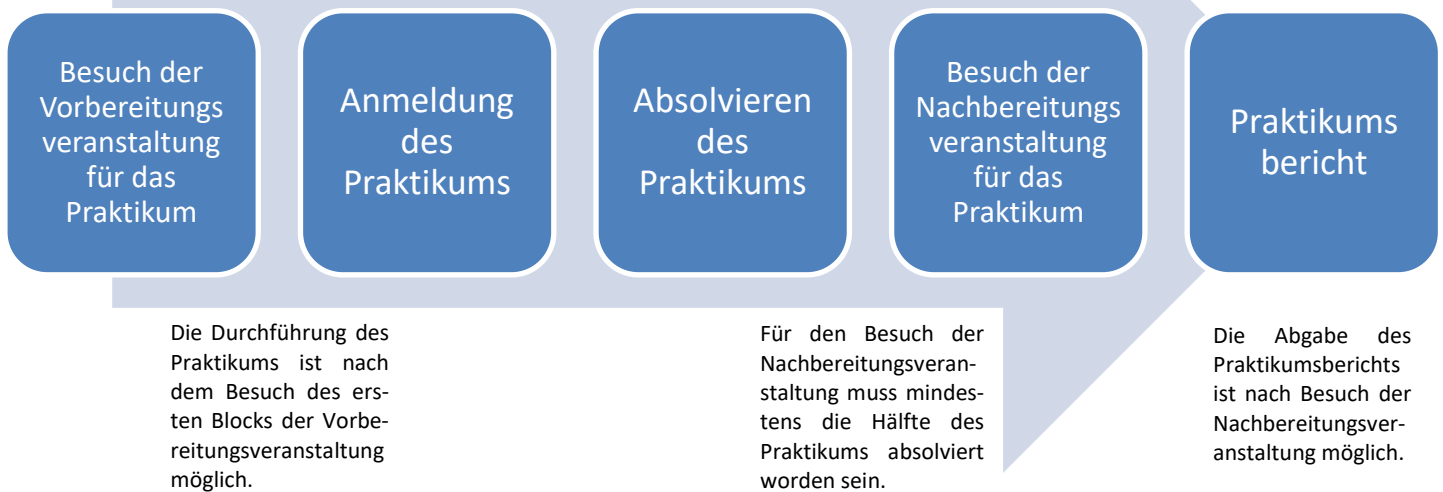 Besuch der
Vorbereitungs
veranstaltung
für das
Praktikum
Anmeldung
des
Praktikums
Absolvieren
des
Praktikums
Besuch der
Nachbereitungs
veranstaltung
für das
Praktikum
Praktikums
bericht
Die Durchführung des
Praktikums ist nach
dem Besuch des ers-
ten Blocks der Vorbe-
reitungsveranstaltung
möglich.
Für den Besuch der
Nachbereitungsveran-
staltung muss mindes-
tens die Hälfte des
Praktikums absolviert
worden sein.
Die Abgabe des
Praktikumsberichts
ist nach Besuch der
Nachbereitungsver-
anstaltung möglich.